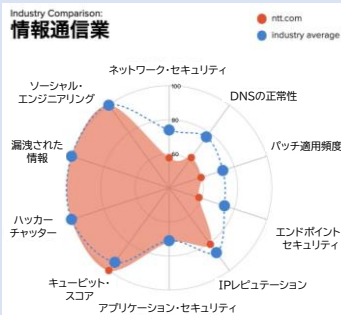 Industry Comparison:
情報通信業
ntt.com
industry average
ネットワーク・セキュリティ
ソーシャル・
エンジニアリング
DNSの正常性
100
80
60
漏洩された
情報
パッチ適用頻度
ハッカー
チャッター
エンドポイント
セキュリティ
キュービット・
スコア
IPレピュテーション
アプリケーション・セキュリティ